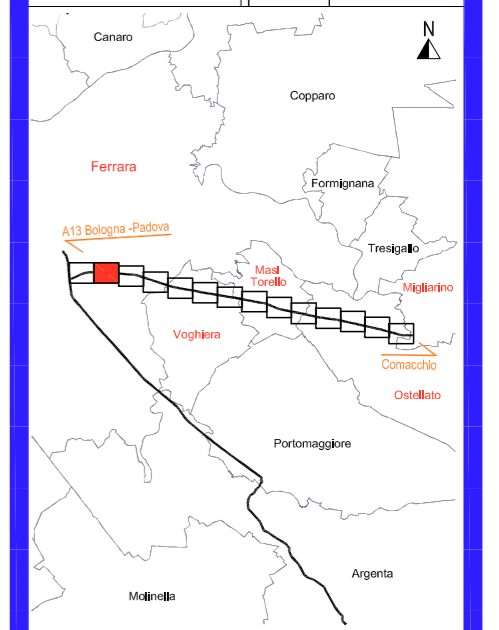 N
Canaro
Copparo
Ferrara
Formignana
A13 Bologna -Padova
Tresigallo
Masi
Torello
Migliarino
Voghiera
Comacchio
Ostellato
Portomaggiore
Argenta
Molinella